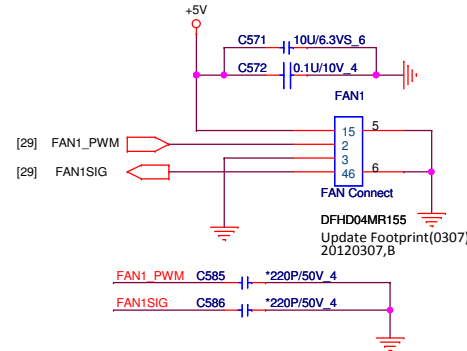 +5V
C571 10U/6.3VS_6
C572 0.1U/10V_4
FAN1
15 5
[29] FAN1_PWM 2
3
[29] FAN1SIG 46 6
FAN Connect
DFHD04MR155
Update Footprint(0307)
20120307,B
FAN1_PWM C585 *220P/50V_4
FAN1SIG C586 *220P/50V_4